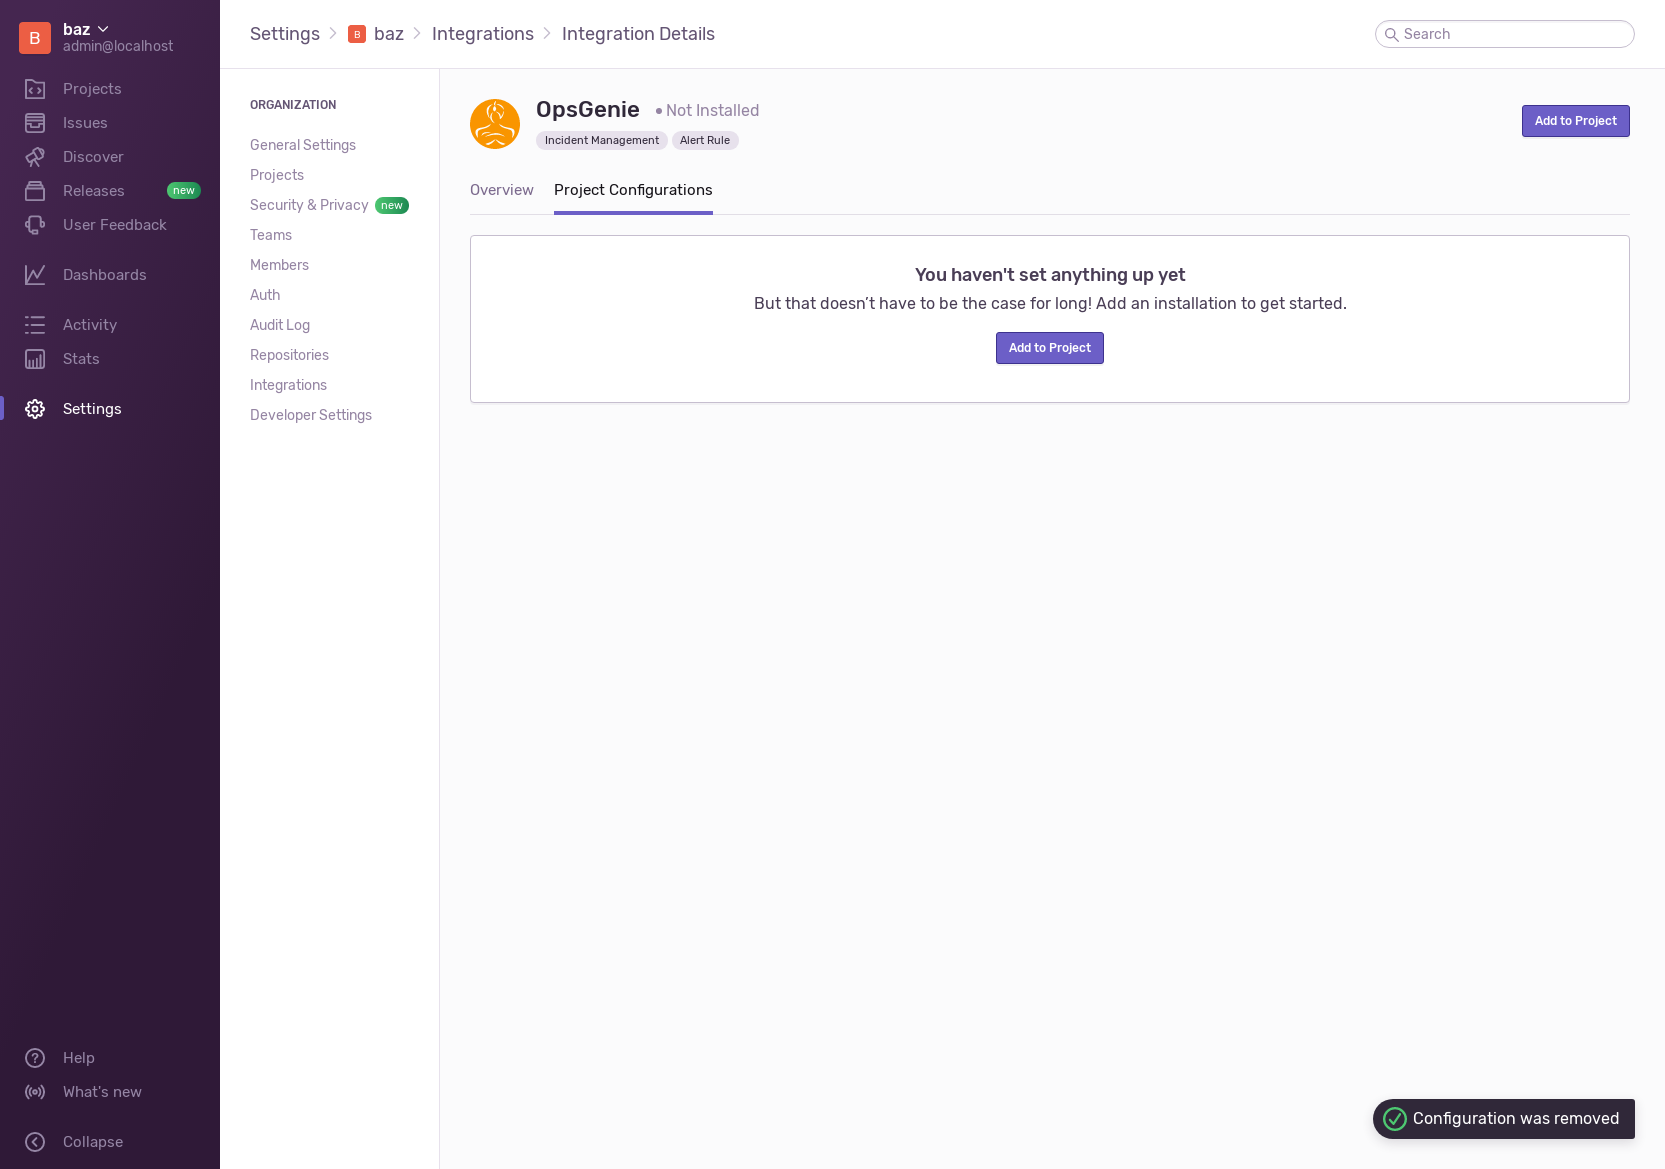 B
baz
admin@localhost
Projects
Issues
Discover
Releases new
User Feedback
Dashboards
Activity
Stats
Settings
Help
What's new
Collapse
Settings B baz Integrations Integration Details
Search
ORGANIZATION
General Settings
Projects
Security & Privacy new
Teams
Members
Auth
Audit Log
Repositories
Integrations
Developer Settings
OpsGenie Not Installed
Incident Management Alert Rule
Add to Project
Overview Project Configurations
You haven't set anything up yet
But that doesn’t have to be the case for long! Add an installation to get started.
Add to Project
Configuration was removed